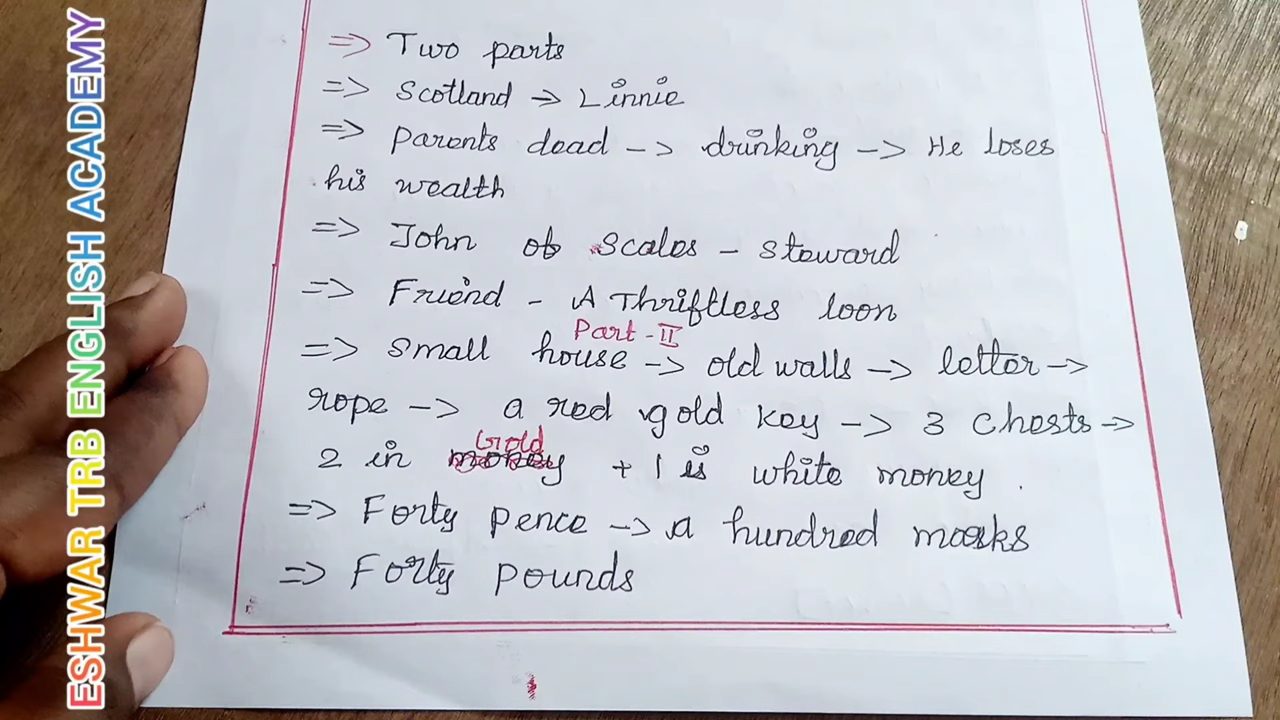 ESHWAR TRB ENGLISH ACADEMY
=> Two parts
=> Scotland -> Linnie
=> Parents dead -> drinking -> He loses
his wealth
=> John of Scales - Steward
=> Friend - A Thriftless loon
Part - II
=> Small house -> old walls -> letter ->
rope -> a red gold key -> 3 chests ->
Gold
2 in money + 1 is white money.
=> Forty pence -> a hundred marks
=> Forty pounds